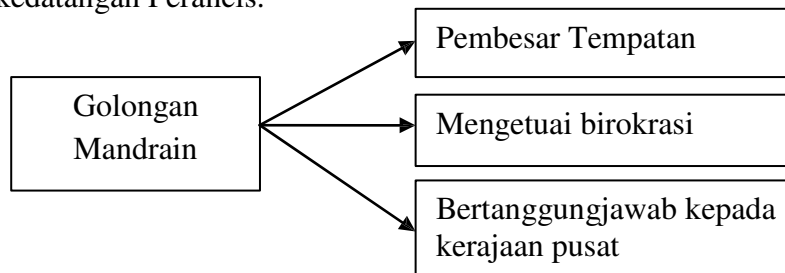 kedatangan Perancis.
Golongan
Mandrain
Pembesar Tempatan
Mengetuai birokrasi
Bertanggungjawab kepada
kerajaan pusat